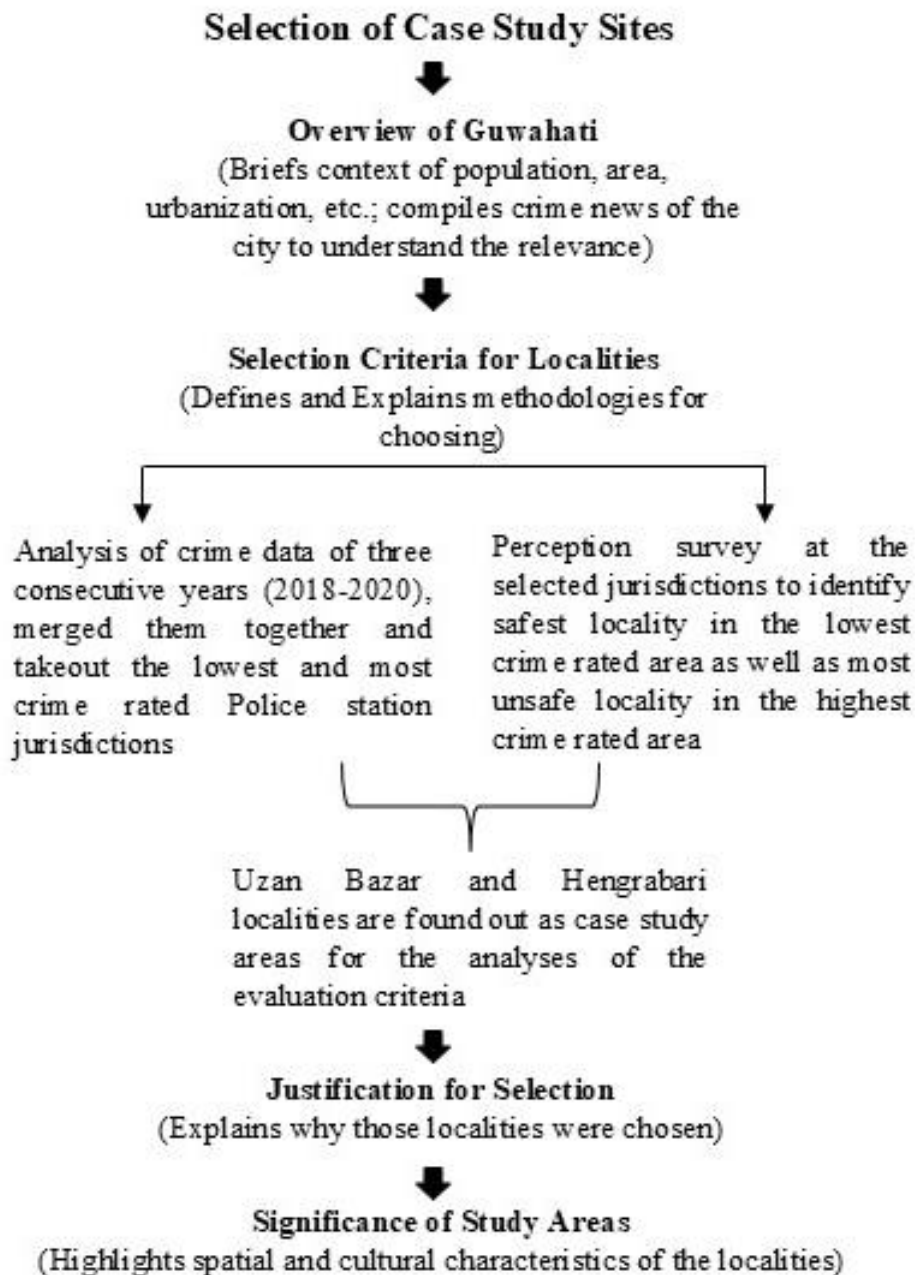 Selection of Case Study Sites
Overview of Guwahati
(Briefs context of population, area,
urbanization, etc.; compiles crime news of the
city to understand the relevance)
Selection Criteria for Localities
(Defines and Explains methodologies for
choosing)
Analysis of crime data of three
consecutive years (2018-2020),
merged them together and
takeout the lowest and most
crime rated Police station
jurisdictions
Perception survey at the
selected jurisdictions to identify
safest locality in the lowest
crime rated area as well as most
unsafe locality in the highest
crime rated area
Uzan Bazar and Hengrabari
localities are found out as case study
areas for the analyses of the
evaluation criteria
Justification for Selection
(Explains why those localities were chosen)
Significance of Study Areas
(Highlights spatial and cultural characteristics of the localities)